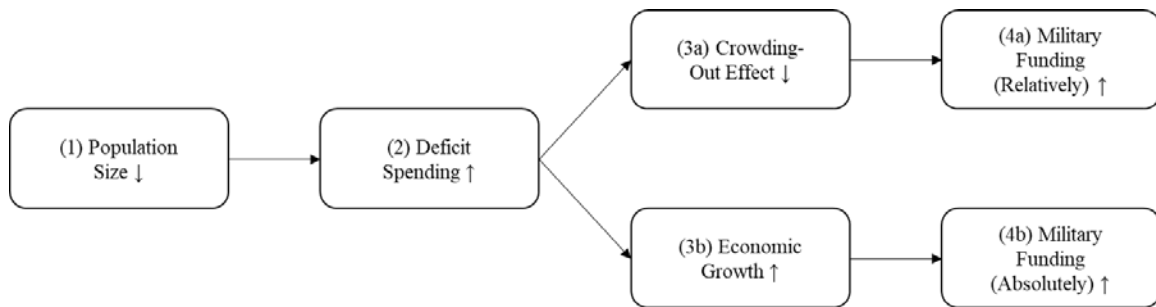 (1) Population
Size ↓
(2) Deficit
Spending ↑
(3a) Crowding-
Out Effect ↓
(4a) Military
Funding
(Relatively) ↑
(3b) Economic
Growth ↑
(4b) Military
Funding
(Absolutely) ↑